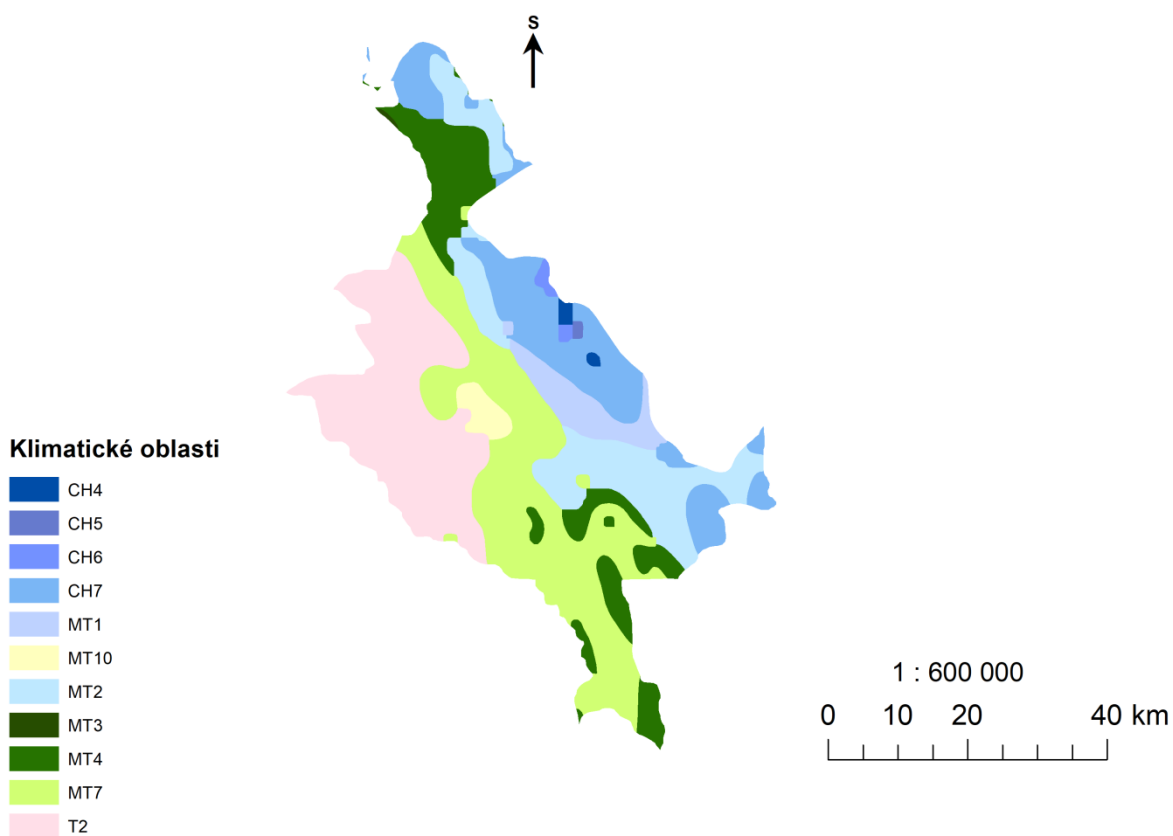 S
Klimatické oblasti
CH4
CH5
CH6
CH7
MT1
MT10
MT2
MT3
MT4
MT7
T2
1 : 600 000
0 10 20 40 km